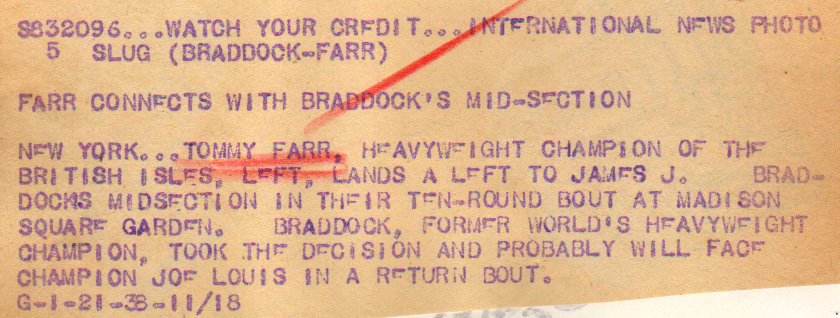 S832096...WATCH YOUR CREDIT...INTERNATIONAL NEWS PHOTO
5 SLUG (BRADDOCK-FARR)
FARR CONNECTS WITH BRADDOCK'S MID-SECTION
NEW YORK...TOMMY FARR, HEAVYWEIGHT CHAMPION OF THE
BRITISH ISLES, LEFT, LANDS A LEFT TO JAMES J. BRAD-
DOCKS MIDSECTION IN THEIR TEN-ROUND BOUT AT MADISON
SQUARE GARDEN. BRADDOCK, FORMER WORLD'S HEAVYWEIGHT
CHAMPION, TOOK THE DECISION AND PROBABLY WILL FACE
CHAMPION JOE LOUIS IN A RETURN BOUT.
G-1-21-38-11/18